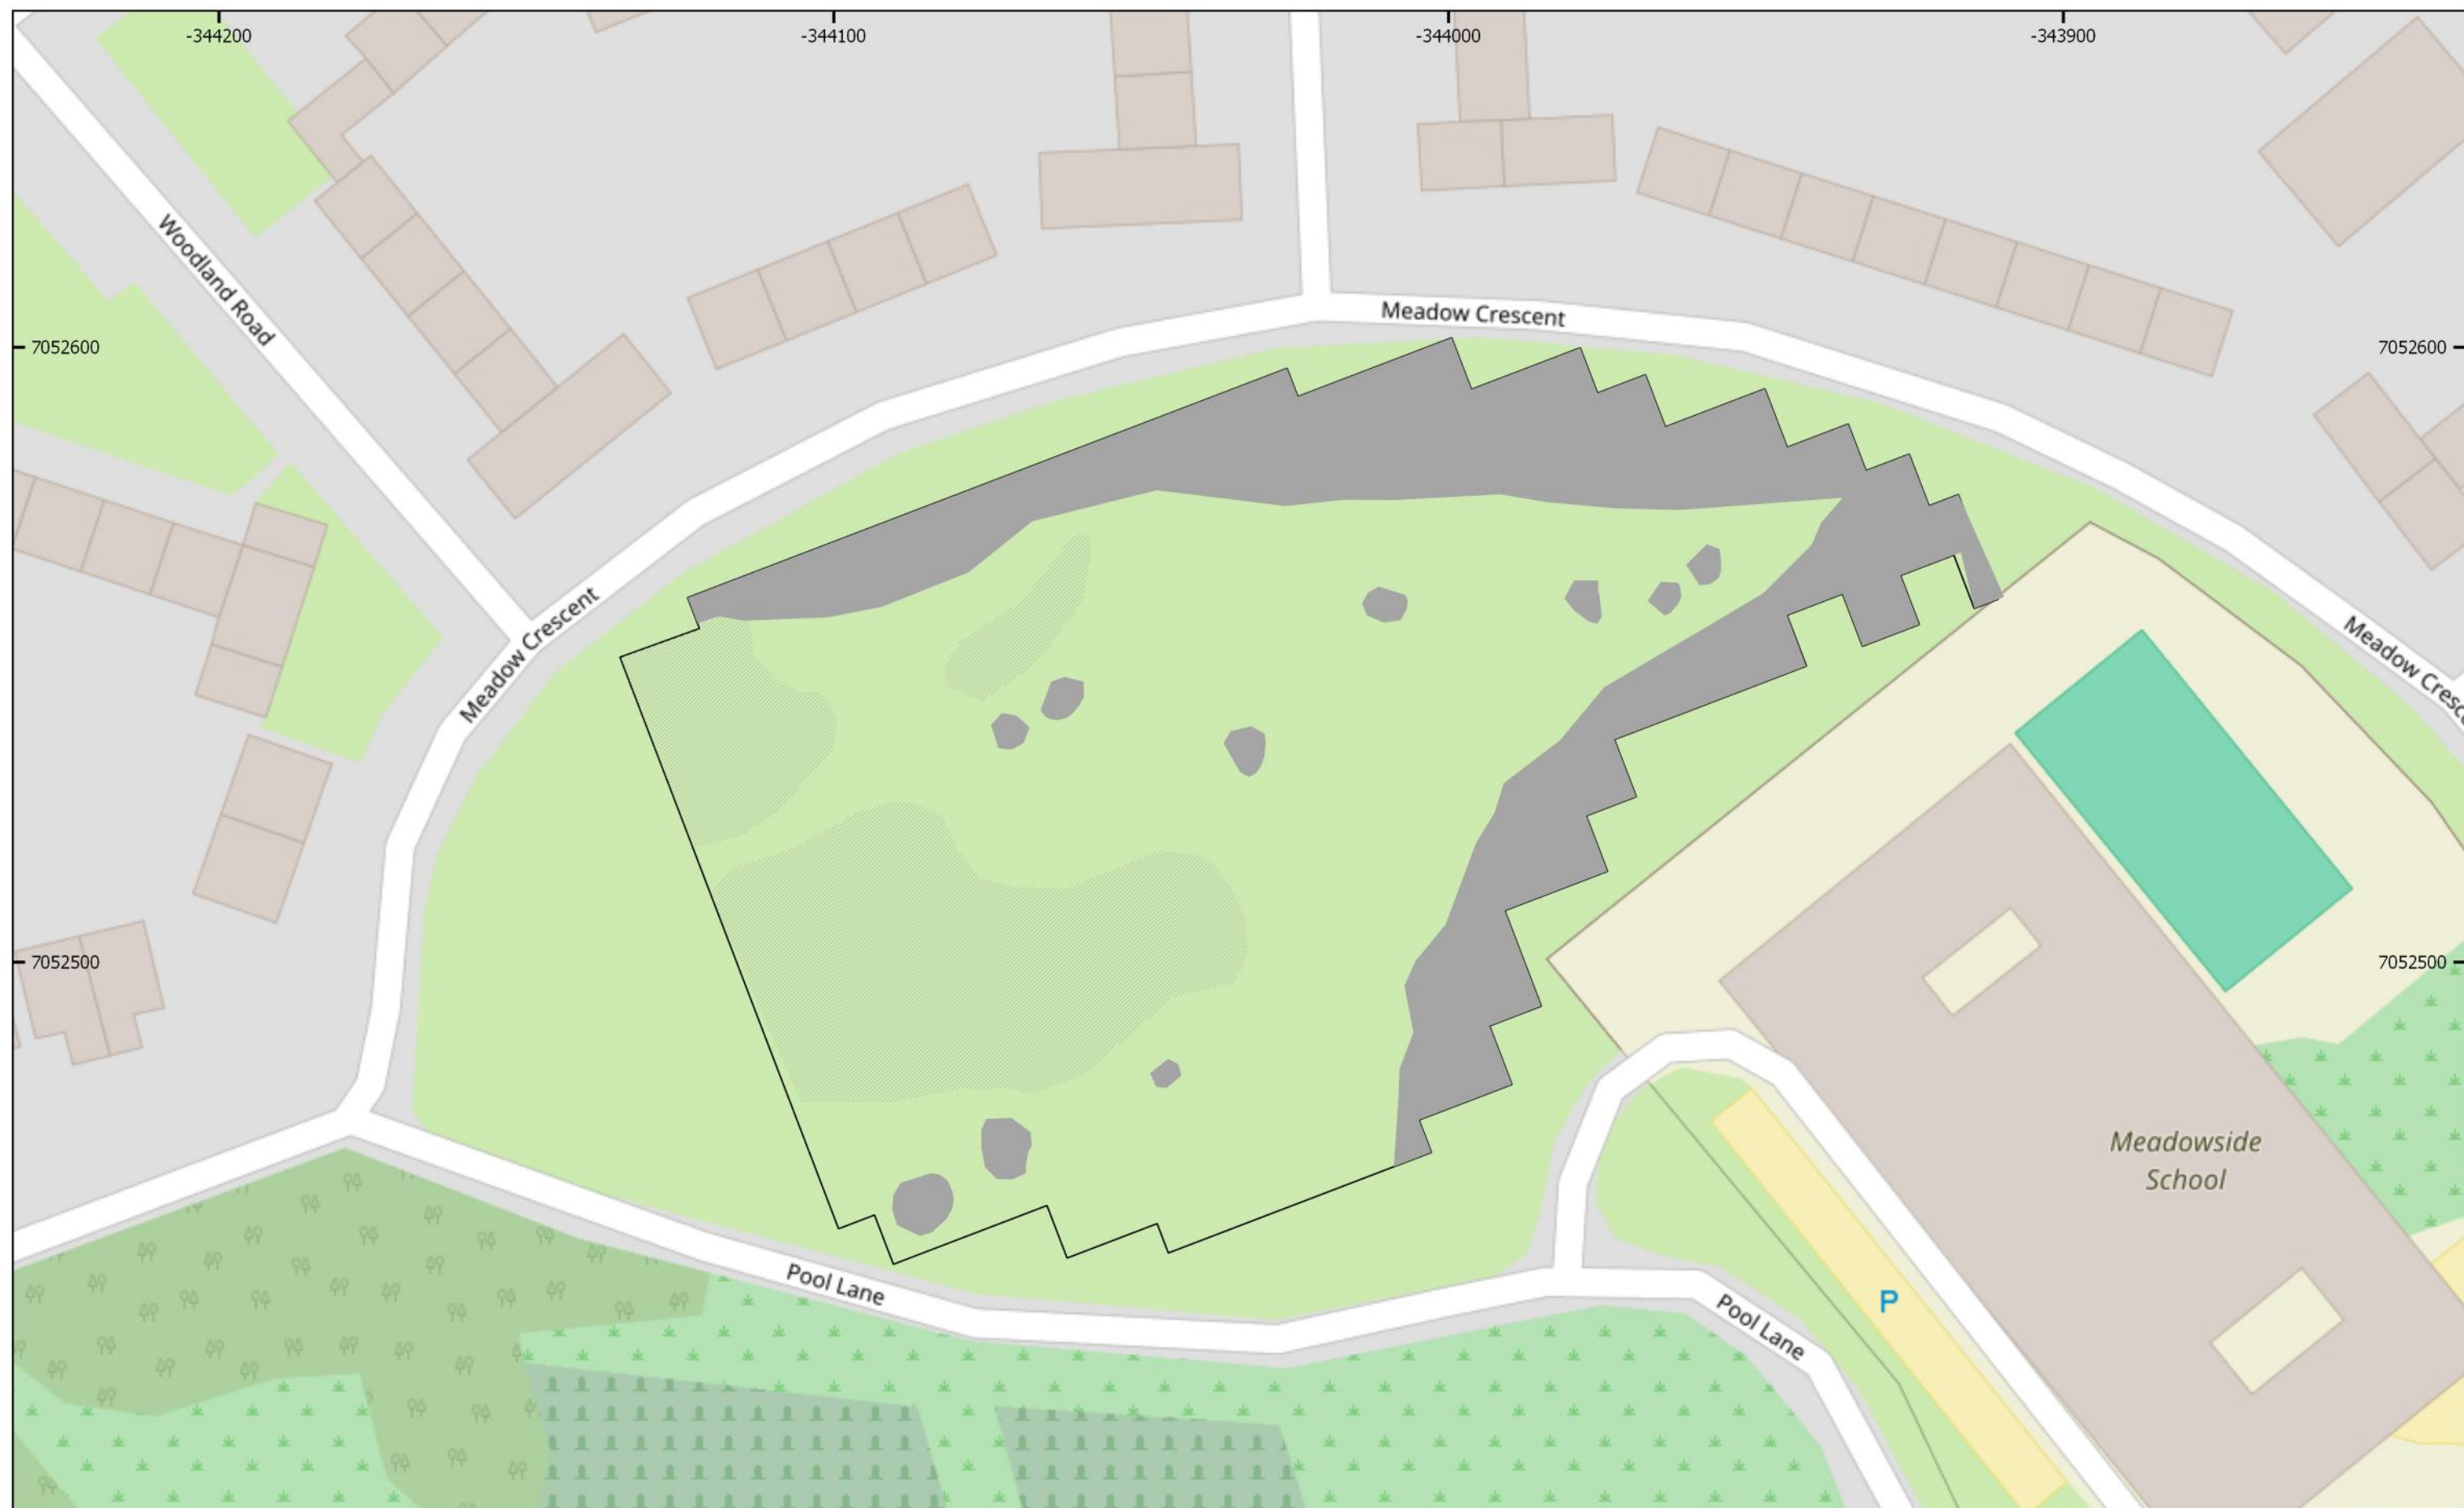 -344200
-344100
-344000
-343900
Woodland Road
Meadow Crescent
7052600
7052600
Meadow Crescent
Meadow Cresc
7052500
7052500
Meadowside
School
Pool Lane
P
Pool Lane